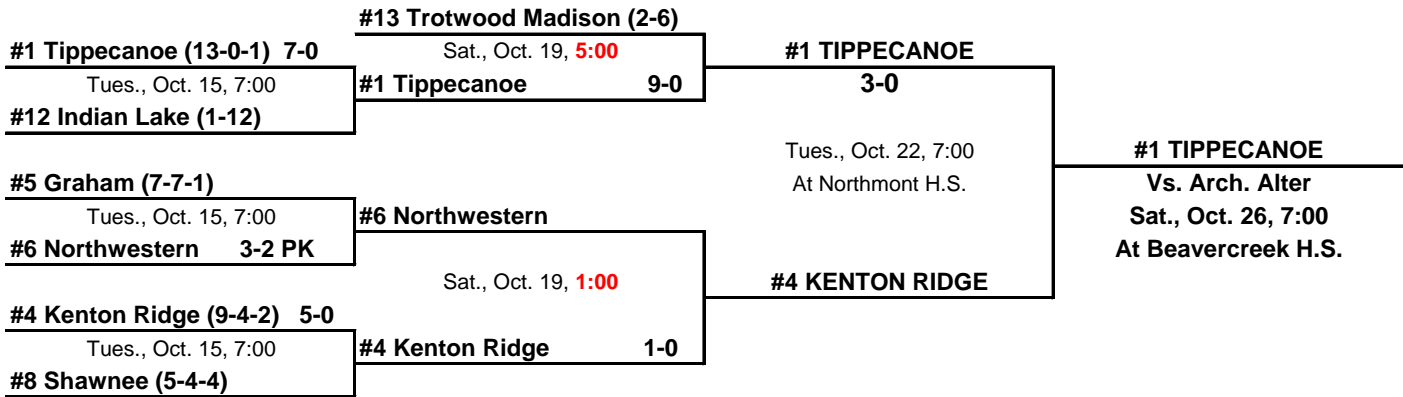 #13 Trotwood Madison (2-6)
#1 Tippecanoe (13-0-1) 7-0
Sat., Oct. 19, 5:00
#1 TIPPECANOE
Tues., Oct. 15, 7:00
#1 Tippecanoe 9-0
3-0
#12 Indian Lake (1-12)
Tues., Oct. 22, 7:00
#1 TIPPECANOE
#5 Graham (7-7-1)
At Northmont H.S.
Vs. Arch. Alter
Tues., Oct. 15, 7:00
#6 Northwestern
Sat., Oct. 26, 7:00
#6 Northwestern 3-2 PK
At Beavercreek H.S.
Sat., Oct. 19, 1:00
#4 KENTON RIDGE
#4 Kenton Ridge (9-4-2) 5-0
Tues., Oct. 15, 7:00
#4 Kenton Ridge 1-0
#8 Shawnee (5-4-4)